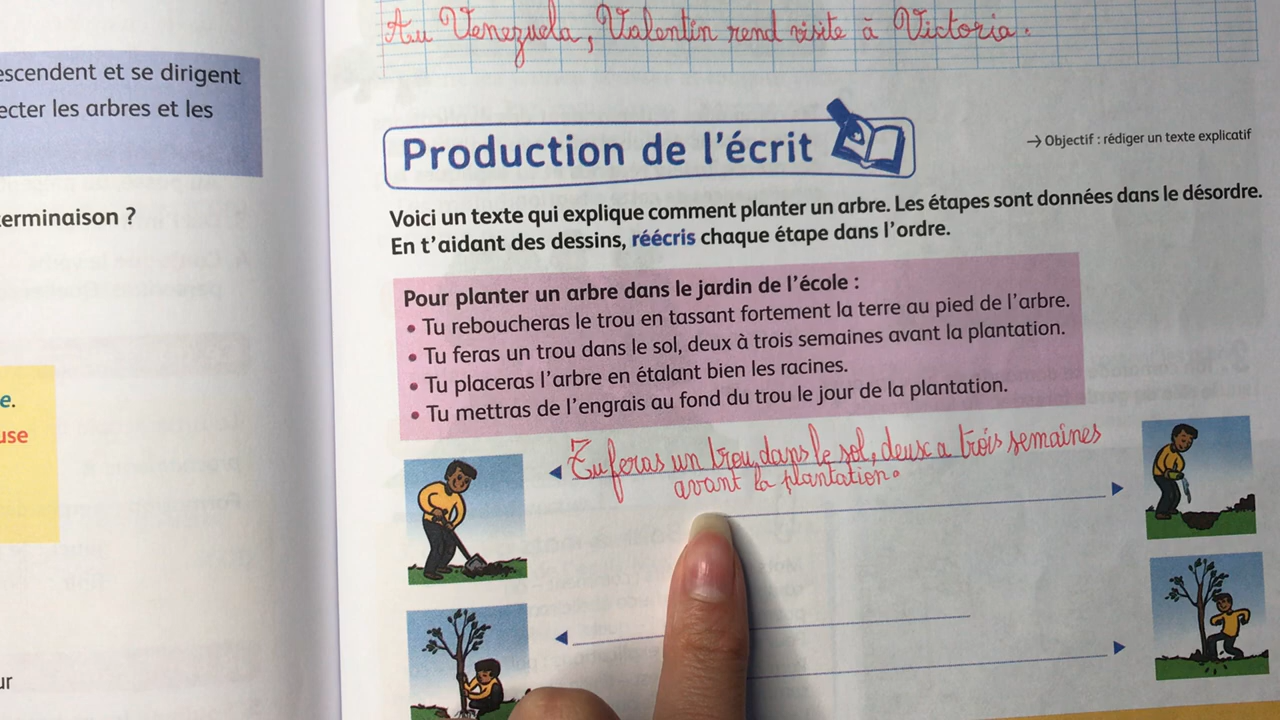 Au Venezuela, Valentin rend visite à Victoria.
escendent et se dirigent
ecter les arbres et les
erminaison ?
e.
use
ur
Production de l'écrit
→ Objectif : rédiger un texte explicatif
Voici un texte qui explique comment planter un arbre. Les étapes sont données dans le désordre.
En t'aidant des dessins, réécris chaque étape dans l'ordre.
Pour planter un arbre dans le jardin de l'école :
• Tu reboucheras le trou en tassant fortement la terre au pied de l'arbre.
• Tu feras un trou dans le sol, deux à trois semaines avant la plantation.
• Tu placeras l'arbre en étalant bien les racines.
• Tu mettras de l'engrais au fond du trou le jour de la plantation.
Tu feras un trou dans le sol, deux a trois semaines
avant la plantation.